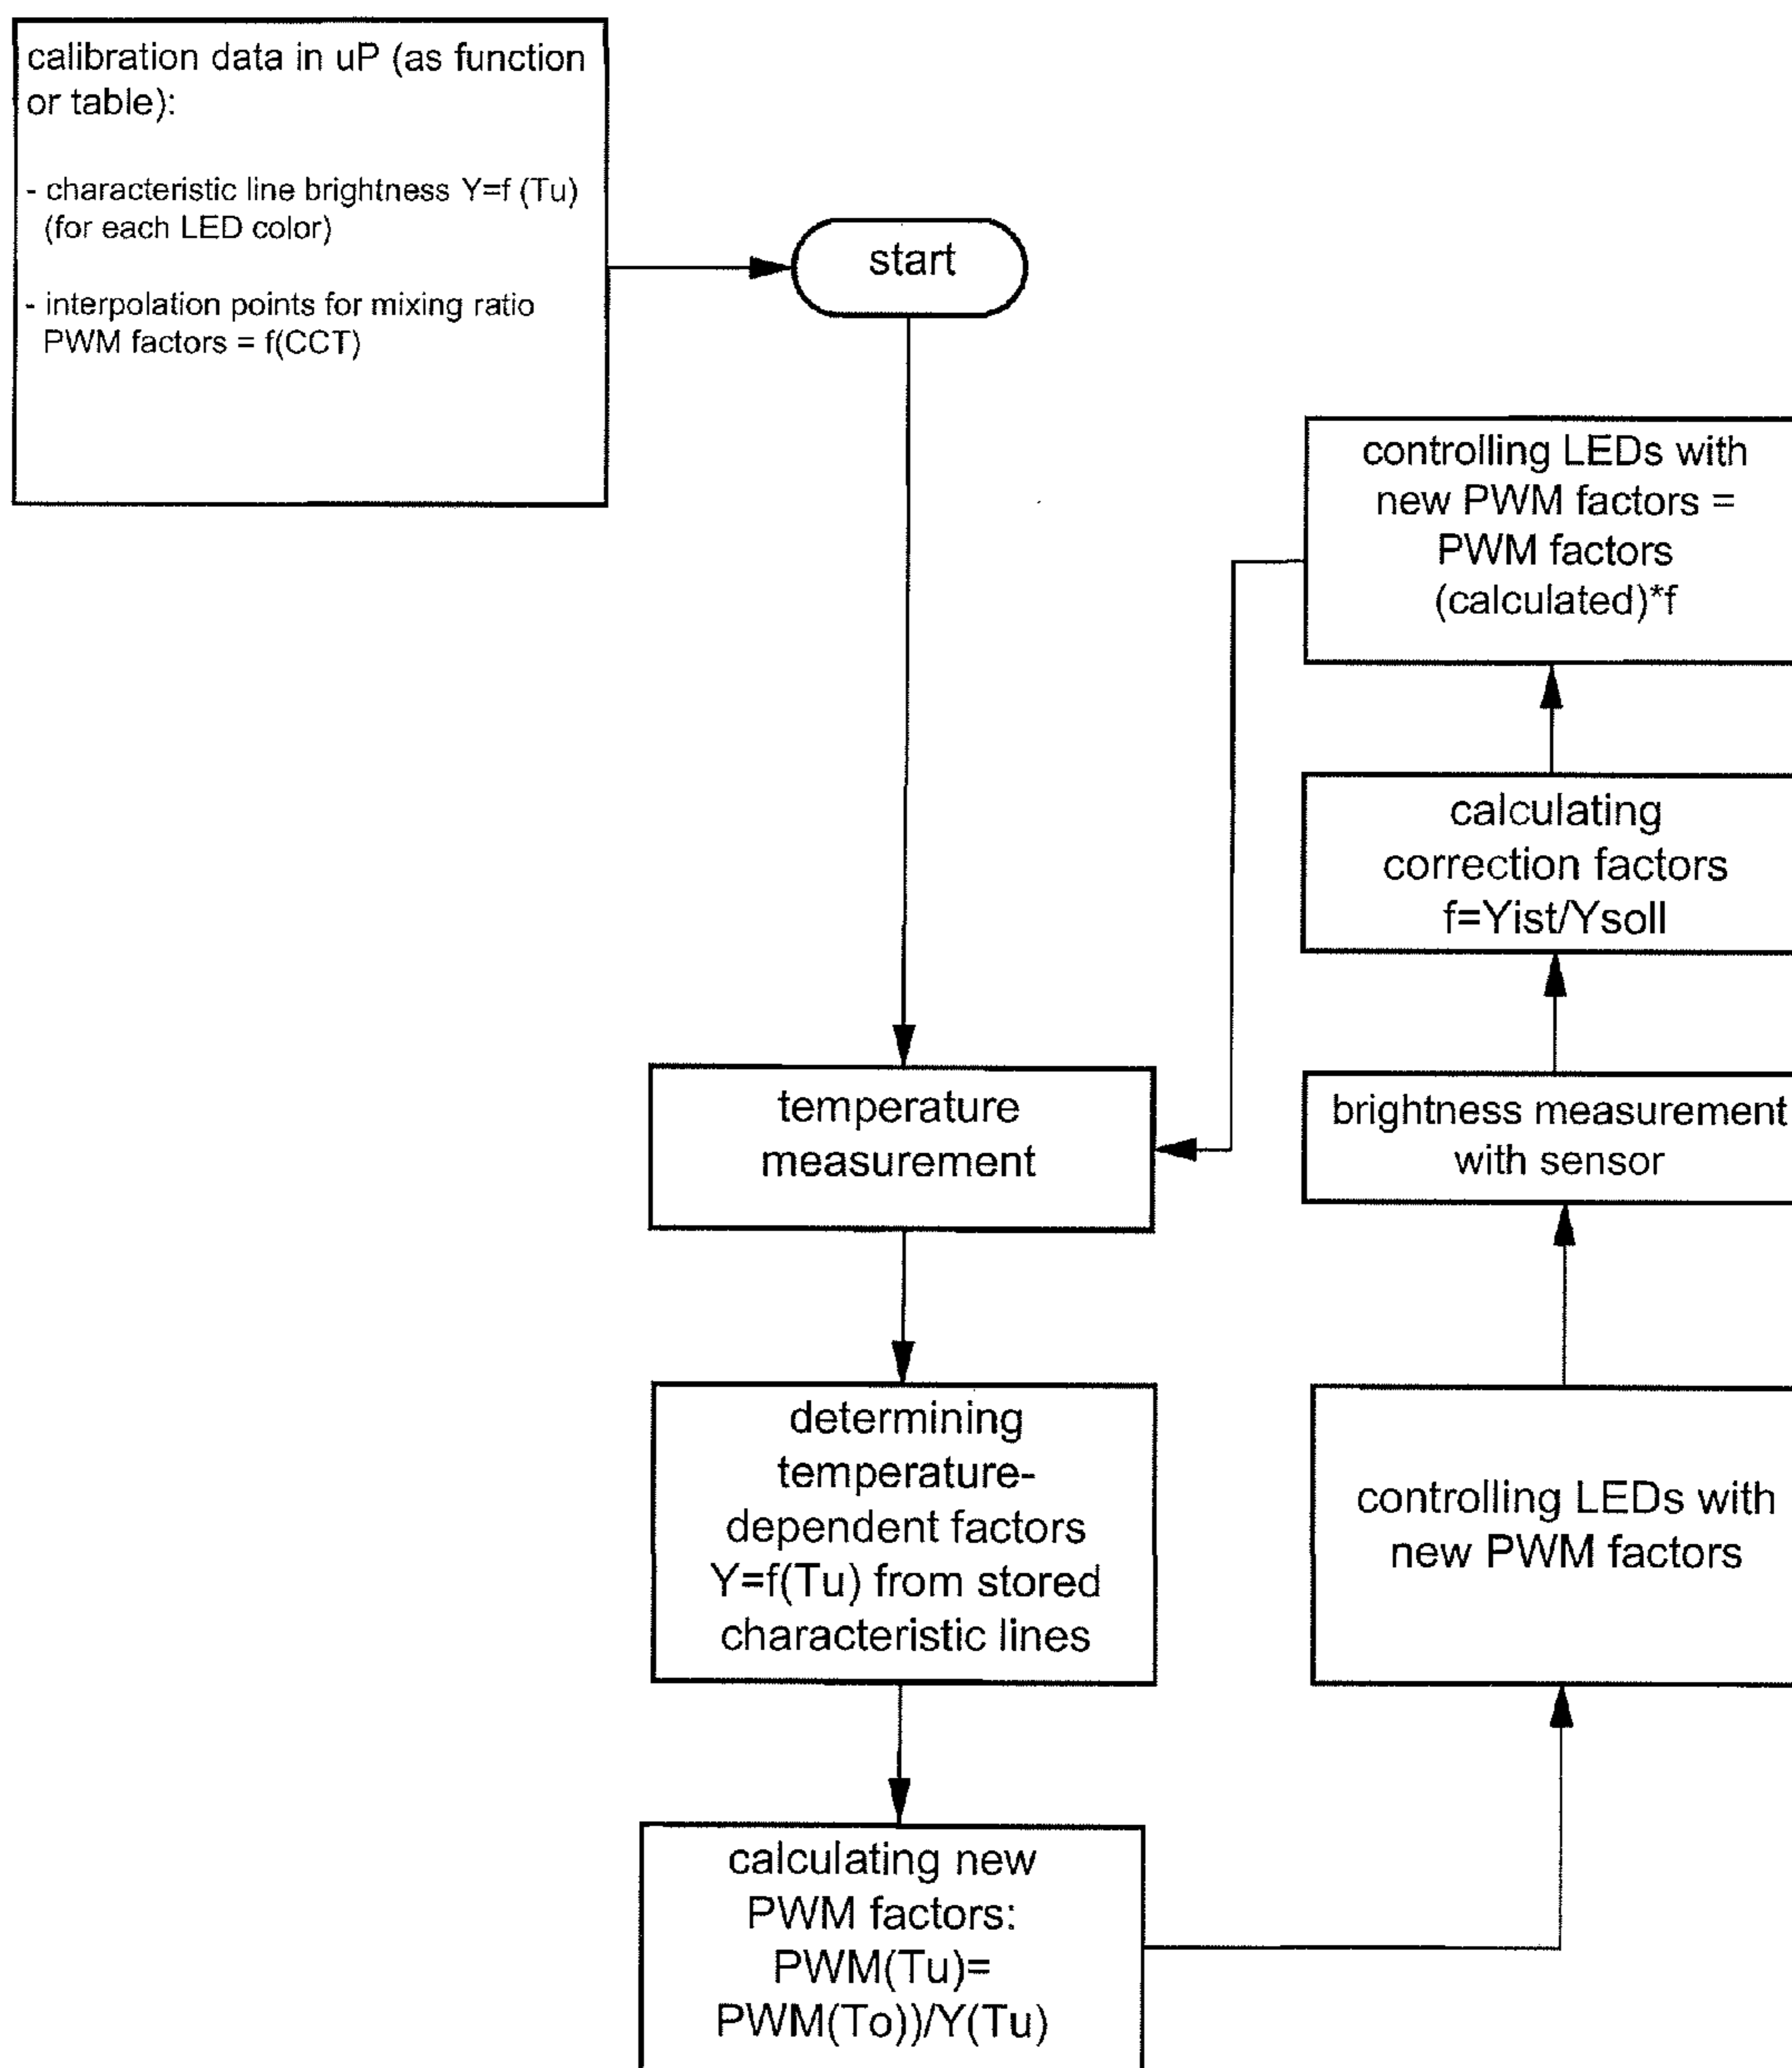 calibration data in uP (as function
or table):
- characteristic line brightness Y=f (Tu)
(for each LED color)
- interpolation points for mixing ratio
PWM factors = f(CCT)
start
temperature
measurement
determining
temperature-
dependent factors
Y=f(Tu) from stored
characteristic lines
calculating new
PWM factors:
PWM(Tu)=
PWM(To))/Y(Tu)
controlling LEDs with
new PWM factors
brightness measurement
with sensor
calculating
correction factors
f=Yist/Ysoll
controlling LEDs with
new PWM factors =
PWM factors
(calculated)*f